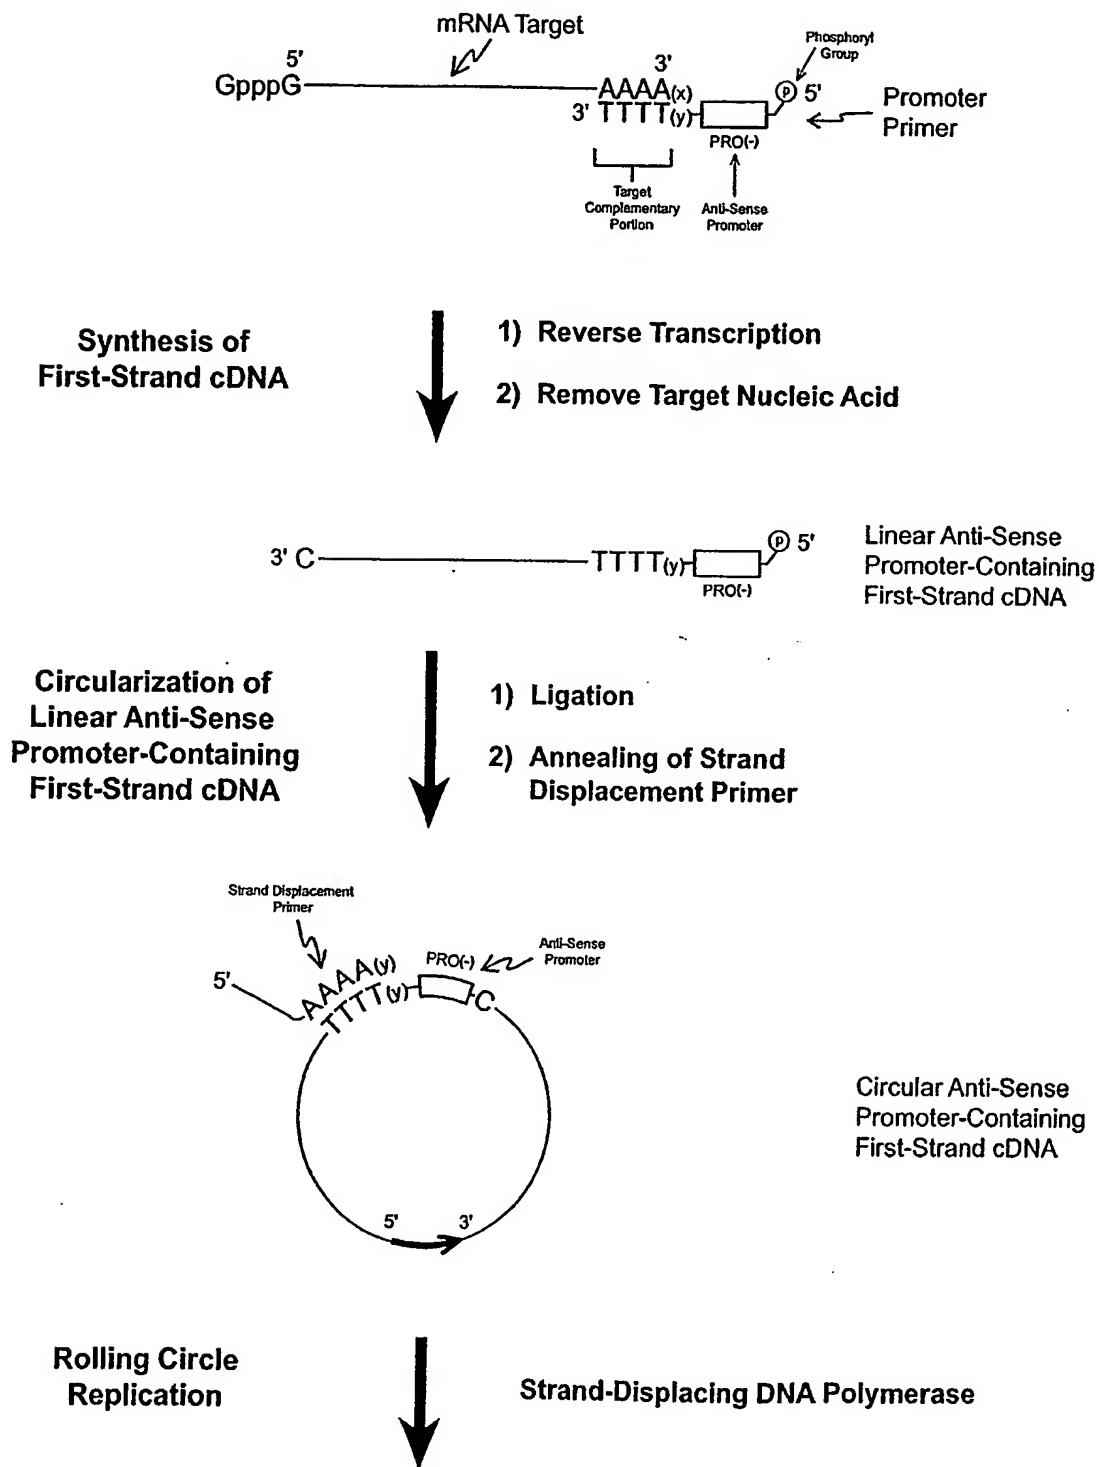 mRNA Target
Phosphoryl
Group
5'
3'
GpppG
AAAA(x)
P 5'
3' TTTT(y)
Promoter
Primer
PRO(-)
Target
Complementary
Portion
Anti-Sense
Promoter
Synthesis of
First-Strand cDNA
1) Reverse Transcription
2) Remove Target Nucleic Acid
3' C
TTTT(y)
PRO(-)
P 5'
Linear Anti-Sense
Promoter-Containing
First-Strand cDNA
Circularization of
Linear Anti-Sense
Promoter-Containing
First-Strand cDNA
1) Ligation
2) Annealing of Strand
Displacement Primer
Strand Displacement
Primer
5'
AAAA(y)
TTTT(y)
PRO(-)
C
Anti-Sense
Promoter
Circular Anti-Sense
Promoter-Containing
First-Strand cDNA
5' 3'
Rolling Circle
Replication
Strand-Displacing DNA Polymerase